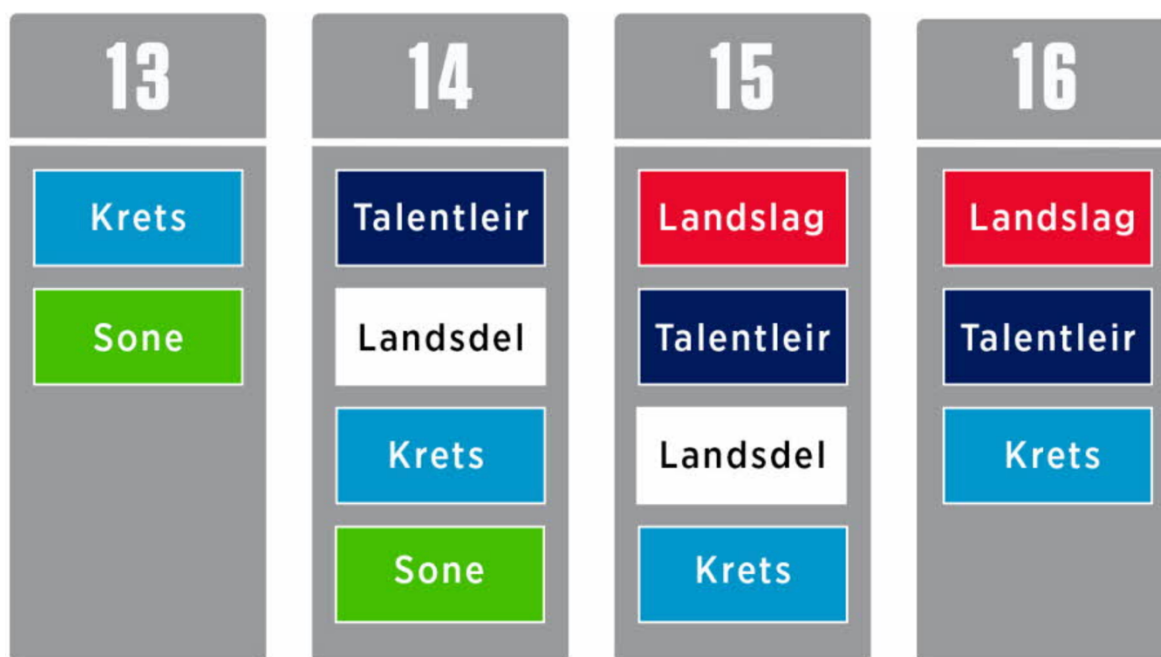 13
Krets
Sone
14
Talentleir
Landsdel
Krets
Sone
15
Landslag
Talentleir
Landsdel
Krets
16
Landslag
Talentleir
Krets